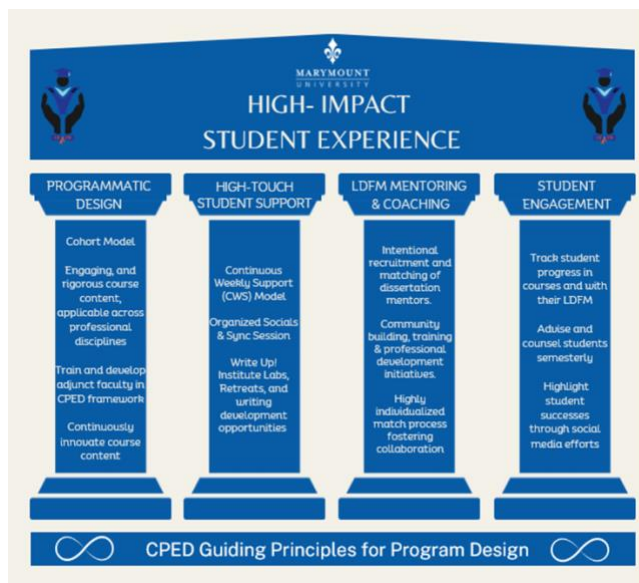 MARYMOUNT
UNIVERSITY
HIGH- IMPACT
STUDENT EXPERIENCE
PROGRAMMATIC
DESIGN
Cohort Model
Engaging, and
rigorous course
content,
applicable across
professional
disciplines
Train and develop
adjunct faculty in
CPED framework
Continuously
innovate course
content
HIGH-TOUCH
STUDENT SUPPORT
Continuous
Weekly Support
(CWS) Model
Organized Socials
& Sync Session
Write Up!
Institute Labs,
Retreats, and
writing
development
opportunities
LDFM MENTORING
& COACHING
Intentional
recruitment and
matching of
dissertation
mentors.
Community
building, training
& professional
development
initiatives.
Highly
individualized
match process
fostering
collaboration
STUDENT
ENGAGEMENT
Track student
progress in
courses and with
their LDFM
Advise and
counsel students
semesterly
Highlight
student
successes
through social
media efforts
CPED Guiding Principles for Program Design